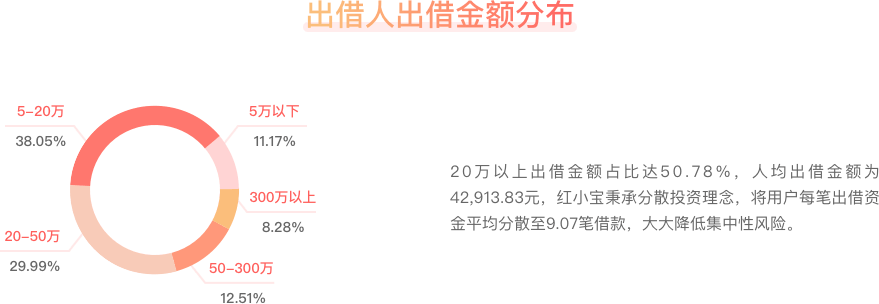 出借人出借金额分布
5-20万
38.05%
5万以下
11.17%
300万以上
8.28%
20-50万
29.99%
50-300万
12.51%
20万以上出借金额占比达50.78%，人均出借金额为
42,913.83元，红小宝秉承分散投资理念，将用户每笔出借资
金平均分散至9.07笔借款，大大降低集中性风险。